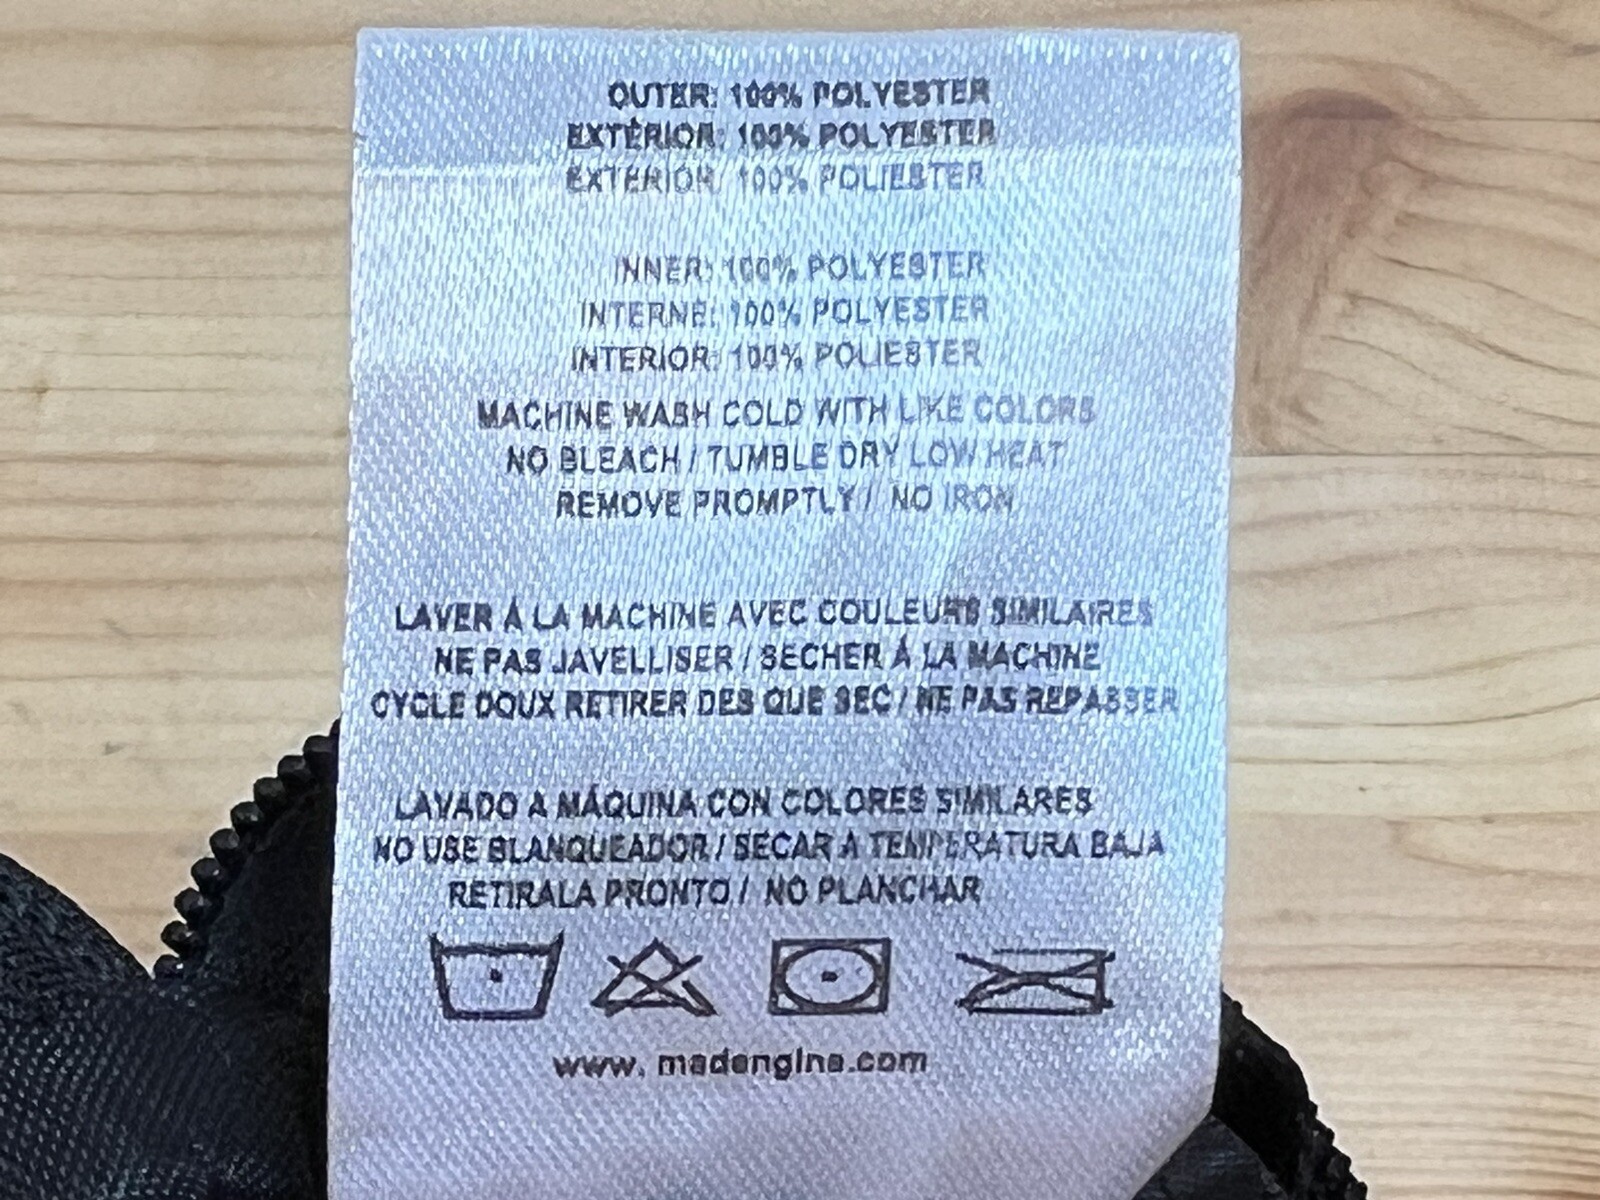 OUTER: 100% POLYESTER
EXTÉRIOR: 100% POLYESTER
EXTERIOR: 100% POLIESTER
INNER: 100% POLYESTER
INTERNE: 100% POLYESTER
INTERIOR: 100% POLIESTER
MACHINE WASH COLD WITH LIKE COLORS
NO BLEACH / TUMBLE DRY LOW HEAT
REMOVE PROMPTLY / NO IRON
LAVER À LA MACHINE AVEC COULEURS SIMILAIRES
NE PAS JAVELLISER / SECHER À LA MACHINE
CYCLE DOUX RETIRER DES QUE SEC / NE PAS REPASSER
LAVADO A MÁQUINA CON COLORES SIMILARES
NO USE BLANQUEADOR / SECAR A TEMPERATURA BAJA
RETIRALA PRONTO / NO PLANCHAR
www. madengine.com